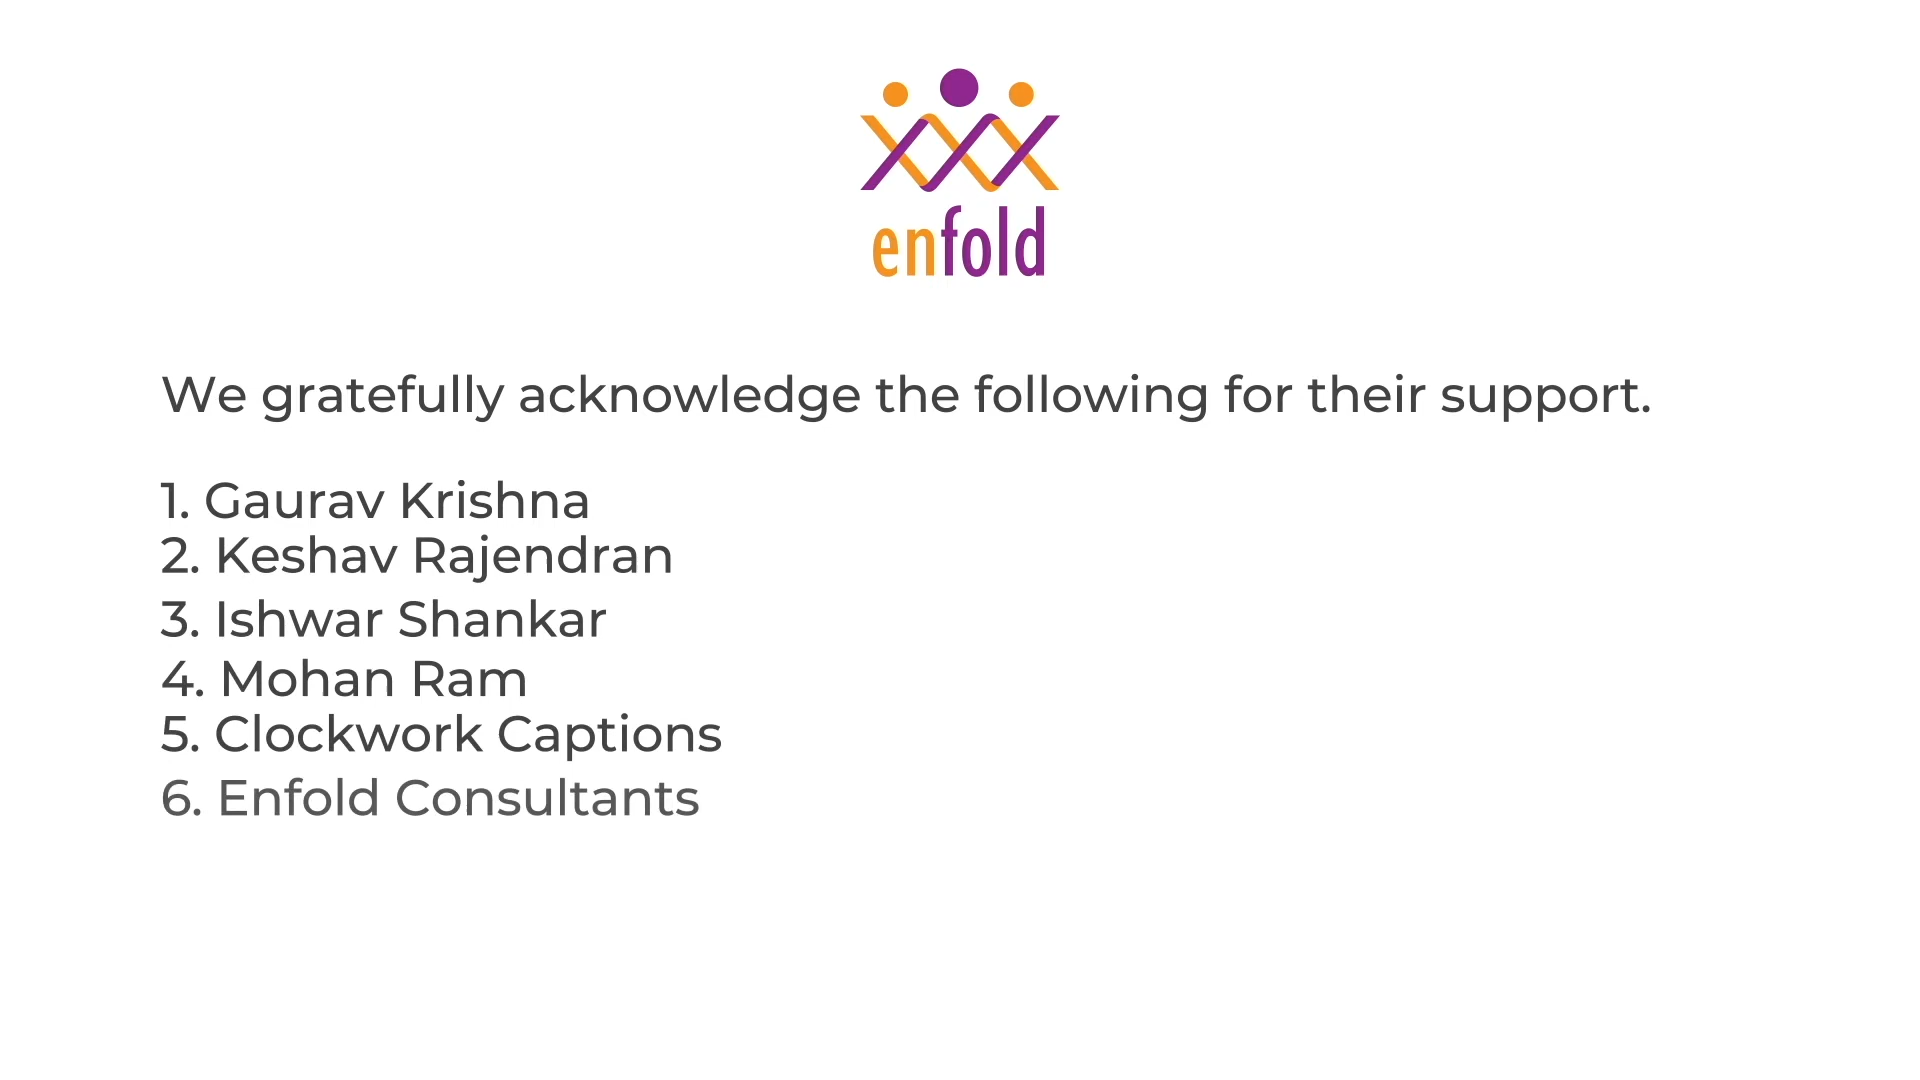 enfold
We gratefully acknowledge the following for their support.
1. Gaurav Krishna
2. Keshav Rajendran
3. Ishwar Shankar
4. Mohan Ram
5. Clockwork Captions
6. Enfold Consultants